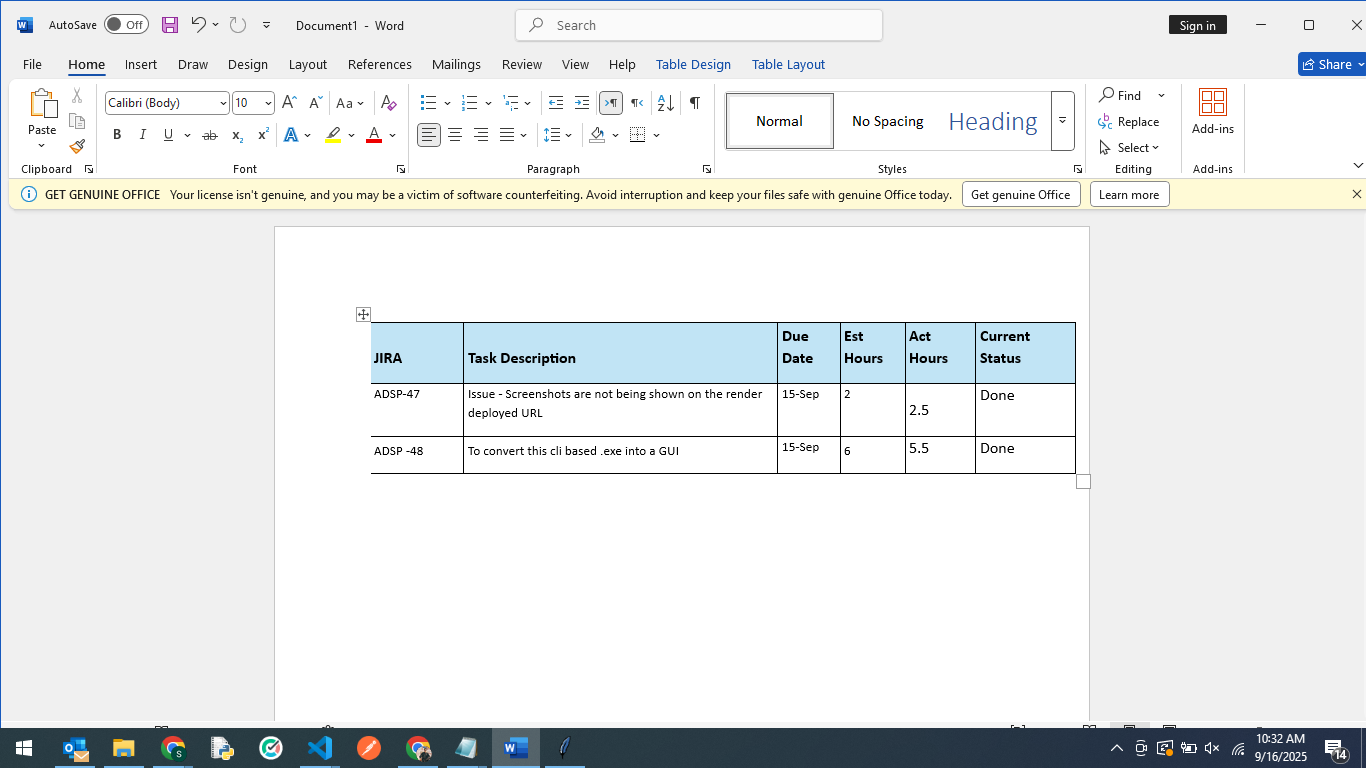 AutoSave Off Document1 - Word Search Sign in
File Home Insert Draw Design Layout References Mailings Review View Help Table Design Table Layout Share
Paste
Calibri (Body) 10 Aa
B I U ab x2 x2 A A
Normal No Spacing Heading
Find
Replace
Select
Add-ins
Clipboard Font Paragraph Styles Editing Add-ins
GET GENUINE OFFICE Your license isn't genuine, and you may be a victim of software counterfeiting. Avoid interruption and keep your files safe with genuine Office today. Get genuine Office Learn more
JIRA Task Description Due Date Est Hours Act Hours Current Status
ADSP-47 Issue - Screenshots are not being shown on the render deployed URL 15-Sep 2 2.5 Done
ADSP -48 To convert this cli based .exe into a GUI 15-Sep 6 5.5 Done
10:32 AM
9/16/2025
14